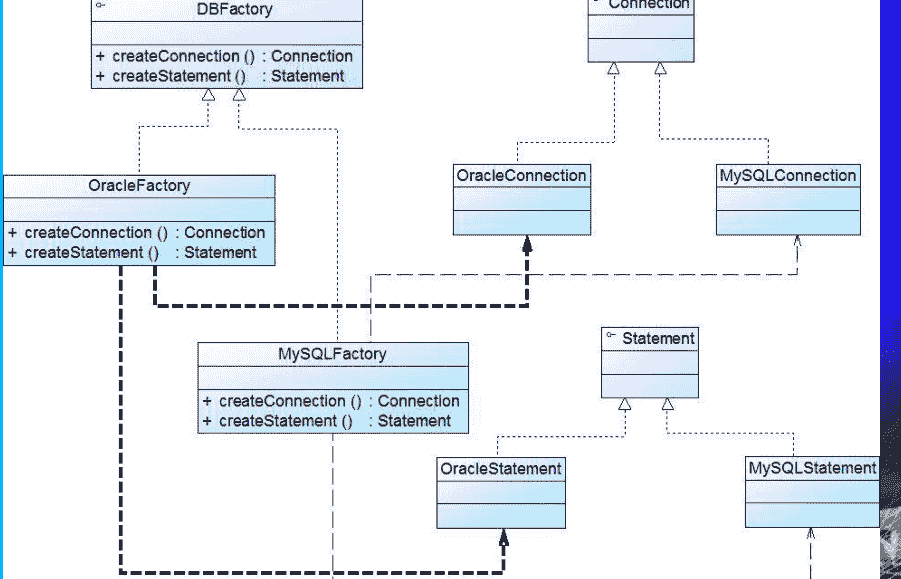 DBFactory
+ createConnection () : Connection
+ createStatement () : Statement
Connection
OracleFactory
+ createConnection () : Connection
+ createStatement () : Statement
OracleConnection
MySQLConnection
MySQLFactory
+ createConnection () : Connection
+ createStatement () : Statement
Statement
OracleStatement
MySQLStatement